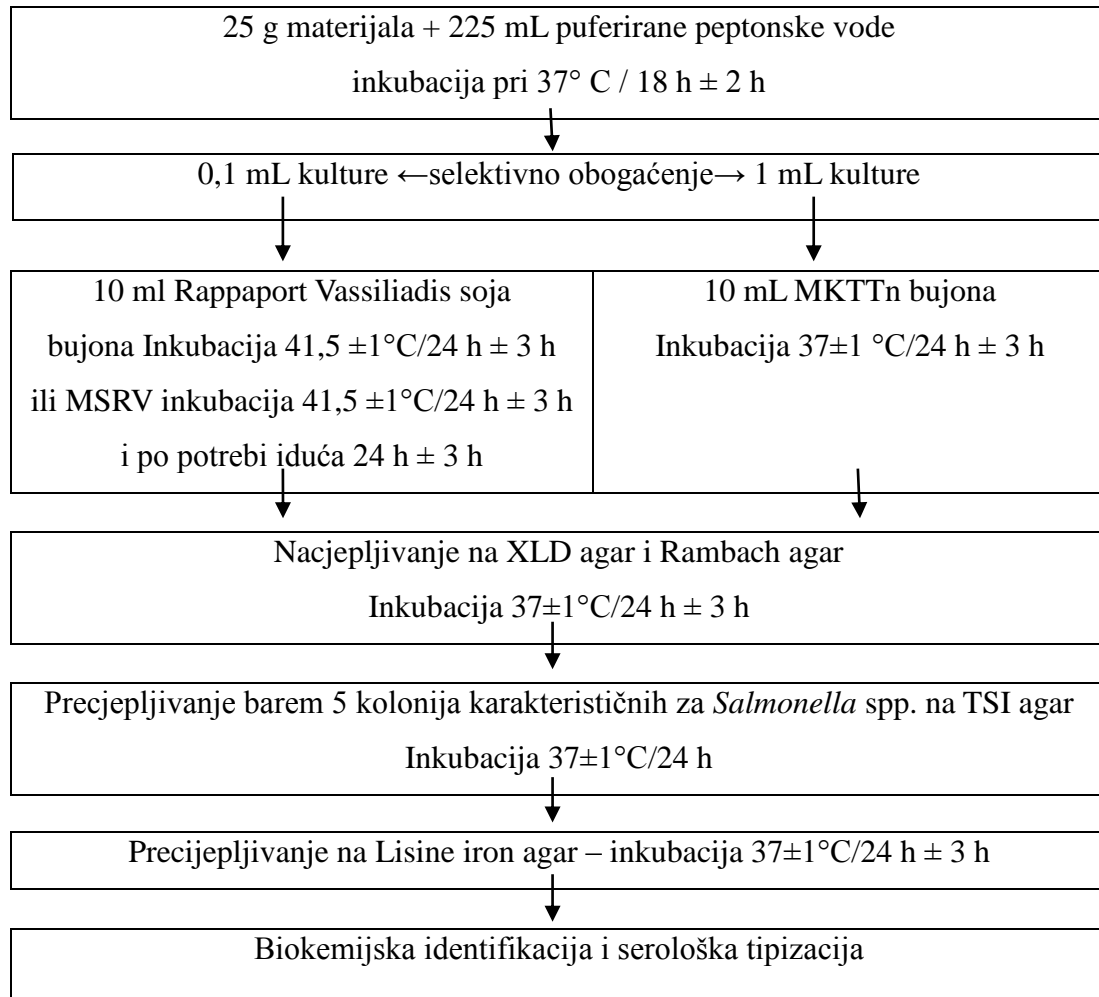 25 g materijala + 225 mL puferirane peptonske vode
inkubacija pri 37° C / 18 h ± 2 h
0,1 mL kulture ←selektivno obogaćenje→ 1 mL kulture
10 ml Rappaport Vassiliadis soja
bujona Inkubacija 41,5 ±1°C/24 h ± 3 h
ili MSRV inkubacija 41,5 ±1°C/24 h ± 3 h
i po potrebi iduća 24 h ± 3 h
10 mL MKTTn bujona
Inkubacija 37±1 °C/24 h ± 3 h
Nacjepljivanje na XLD agar i Rambach agar
Inkubacija 37±1°C/24 h ± 3 h
Precjepljivanje barem 5 kolonija karakterističnih za Salmonella spp. na TSI agar
Inkubacija 37±1°C/24 h
Precijepljivanje na Lisine iron agar – inkubacija 37±1°C/24 h ± 3 h
Biokemijska identifikacija i serološka tipizacija